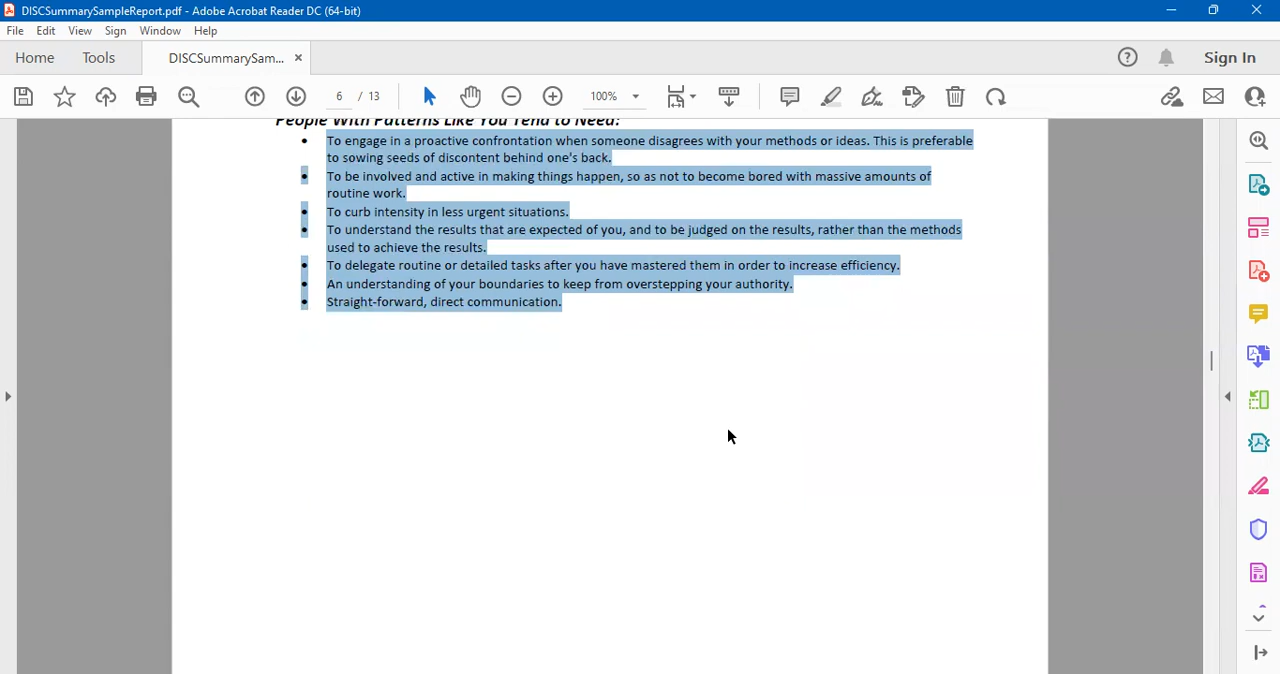 DISCSummarySampleReport.pdf - Adobe Acrobat Reader DC (64-bit)
File Edit View Sign Window Help
Home Tools DISCSummarySam... × Sign In
6 / 13 100%
People With Patterns Like You Tend to Need:
• To engage in a proactive confrontation when someone disagrees with your methods or ideas. This is preferable
to sowing seeds of discontent behind one's back.
• To be involved and active in making things happen, so as not to become bored with massive amounts of
routine work.
• To curb intensity in less urgent situations.
• To understand the results that are expected of you, and to be judged on the results, rather than the methods
used to achieve the results.
• To delegate routine or detailed tasks after you have mastered them in order to increase efficiency.
• An understanding of your boundaries to keep from overstepping your authority.
• Straight-forward, direct communication.